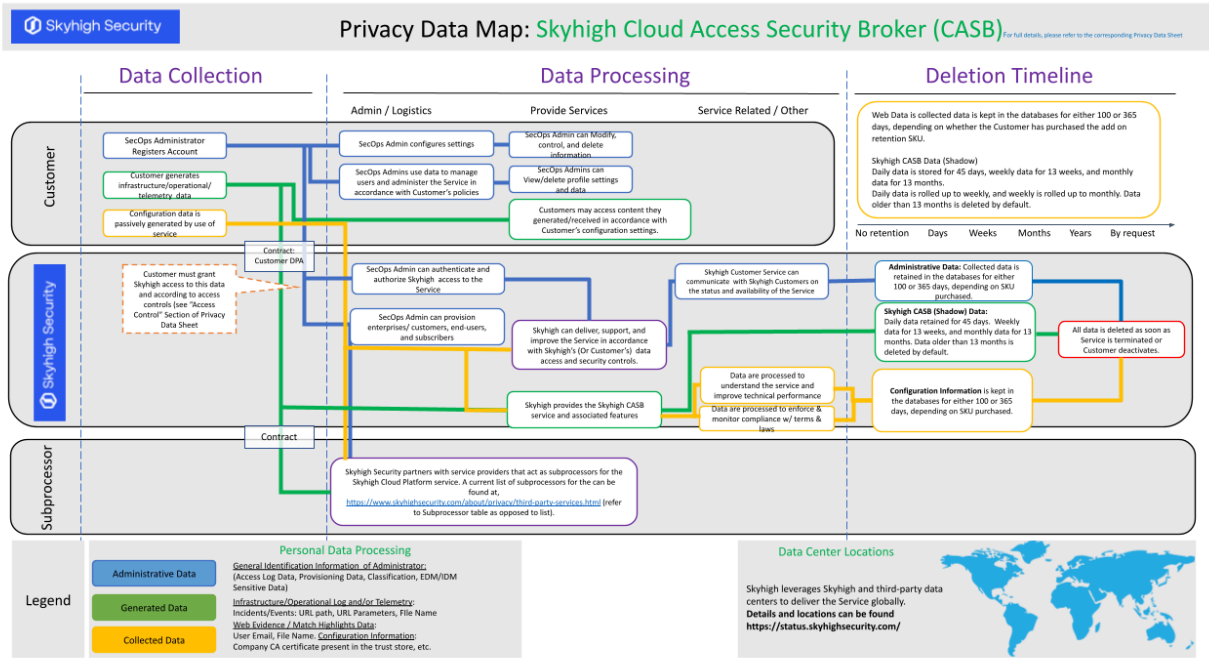 Skyhigh Security
Privacy Data Map: Skyhigh Cloud Access Security Broker (CASB)
For full details, please refer to the corresponding Privacy Data Sheet
Data Collection
Data Processing
Deletion Timeline
Admin / Logistics
Provide Services
Service Related / Other
Customer
SecOps Administrator
Registers Account
SecOps Admin configures settings
SecOps Admin can Modify,
control, and delete
information
Customer generates
infrastructure/operational/
telemetry data
SecOps Admins use data to manage
users and administer the Service in
accordance with Customer's policies
SecOps Admins can
View/delete profile settings
and data
Configuration data is
passively generated by use of
service
Customers may access content they
generated/received in accordance with
Customer's configuration settings.
Web Data is collected data is kept in the databases for either 100 or 365
days, depending on whether the Customer has purchased the add on
retention SKU.
Skyhigh CASB Data (Shadow)
Daily data is stored for 45 days, weekly data for 13 weeks, and monthly
data for 13 months.
Daily data is rolled up to weekly, and weekly is rolled up to monthly. Data
older than 13 months is deleted by default.
No retention
Days
Weeks
Months
Years
By request
Contract:
Customer DPA
Skyhigh Security
Customer must grant
Skyhigh access to this data
and according to access
controls (see "Access
Control" Section of Privacy
Data Sheet
SecOps Admin can authenticate and
authorize Skyhigh access to the
Service
SecOps Admin can provision
enterprises/ customers, end-users,
and subscribers
Skyhigh can deliver, support, and
improve the Service in accordance
with Skyhigh's (Or Customer's) data
access and security controls.
Skyhigh provides the Skyhigh CASB
service and associated features
Skyhigh Customer Service can
communicate with Skyhigh Customers on
the status and availability of the Service
Data are processed to
understand the service and
improve technical performance
Data are processed to enforce &
monitor compliance w/ terms &
laws
Administrative Data: Collected data is
retained in the databases for either
100 or 365 days, depending on SKU
purchased.
Skyhigh CASB (Shadow) Data:
Daily data retained for 45 days. Weekly
data for 13 weeks, and monthly data for 13
months. Data older than 13 months is
deleted by default.
Configuration Information is kept in
the databases for either 100 or 365
days, depending on SKU purchased.
All data is deleted as soon as
Service is terminated or
Customer deactivates.
Contract
Subprocessor
Skyhigh Security partners with service providers that act as subprocessors for the
Skyhigh Cloud Platform service. A current list of subprocessors for the can be
found at,
https://www.skyhighsecurity.com/about/privacy/third-party-services.html (refer
to Subprocessor table as opposed to list).
Legend
Personal Data Processing
Administrative Data
General Identification Information of Administrator:
(Access Log Data, Provisioning Data, Classification, EDM/IDM
Sensitive Data)
Generated Data
Infrastructure/Operational Log and/or Telemetry:
Incidents/Events: URL path, URL Parameters, File Name
Web Evidence / Match Highlights Data:
Collected Data
User Email, File Name. Configuration Information:
Company CA certificate present in the trust store, etc.
Data Center Locations
Skyhigh leverages Skyhigh and third-party data
centers to deliver the Service globally.
Details and locations can be found
https://status.skyhighsecurity.com/